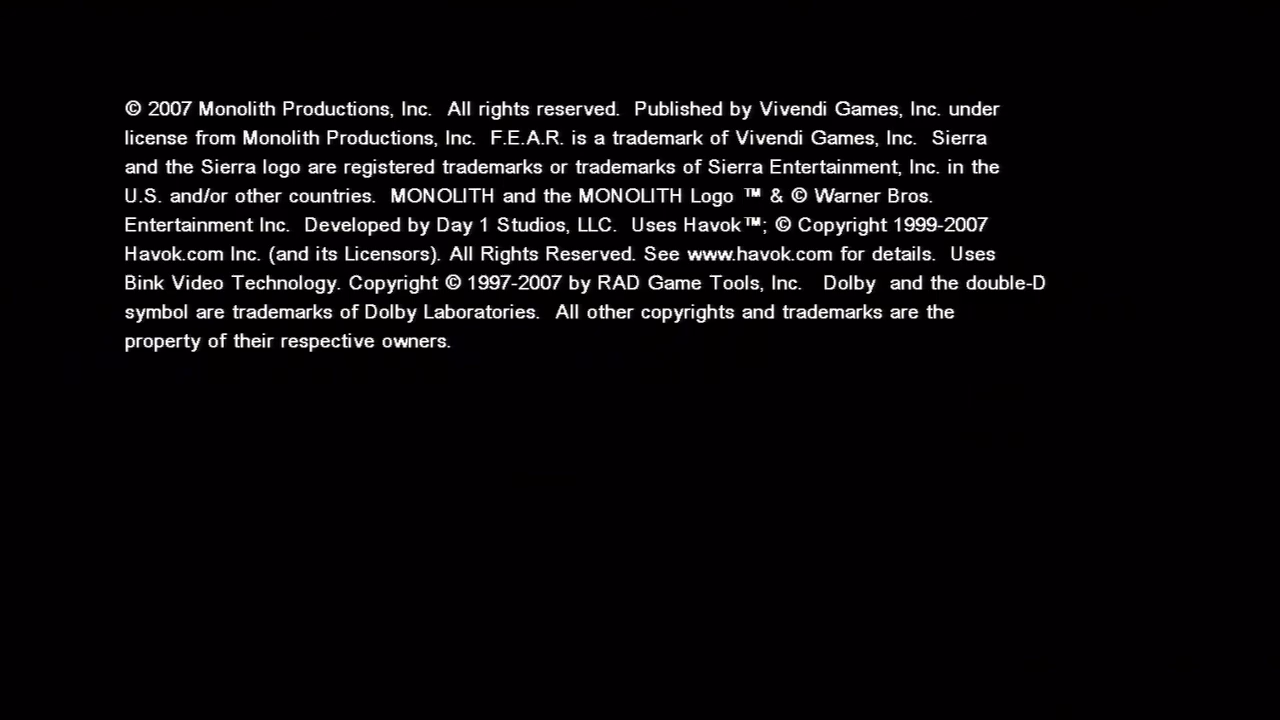 © 2007 Monolith Productions, Inc.  All rights reserved.  Published by Vivendi Games, Inc. under
license from Monolith Productions, Inc.  F.E.A.R. is a trademark of Vivendi Games, Inc.  Sierra
and the Sierra logo are registered trademarks or trademarks of Sierra Entertainment, Inc. in the
U.S. and/or other countries.  MONOLITH and the MONOLITH Logo ™ & © Warner Bros.
Entertainment Inc.  Developed by Day 1 Studios, LLC.  Uses Havok™; © Copyright 1999-2007
Havok.com Inc. (and its Licensors). All Rights Reserved. See www.havok.com for details.  Uses
Bink Video Technology. Copyright © 1997-2007 by RAD Game Tools, Inc.   Dolby  and the double-D
symbol are trademarks of Dolby Laboratories.  All other copyrights and trademarks are the
property of their respective owners.